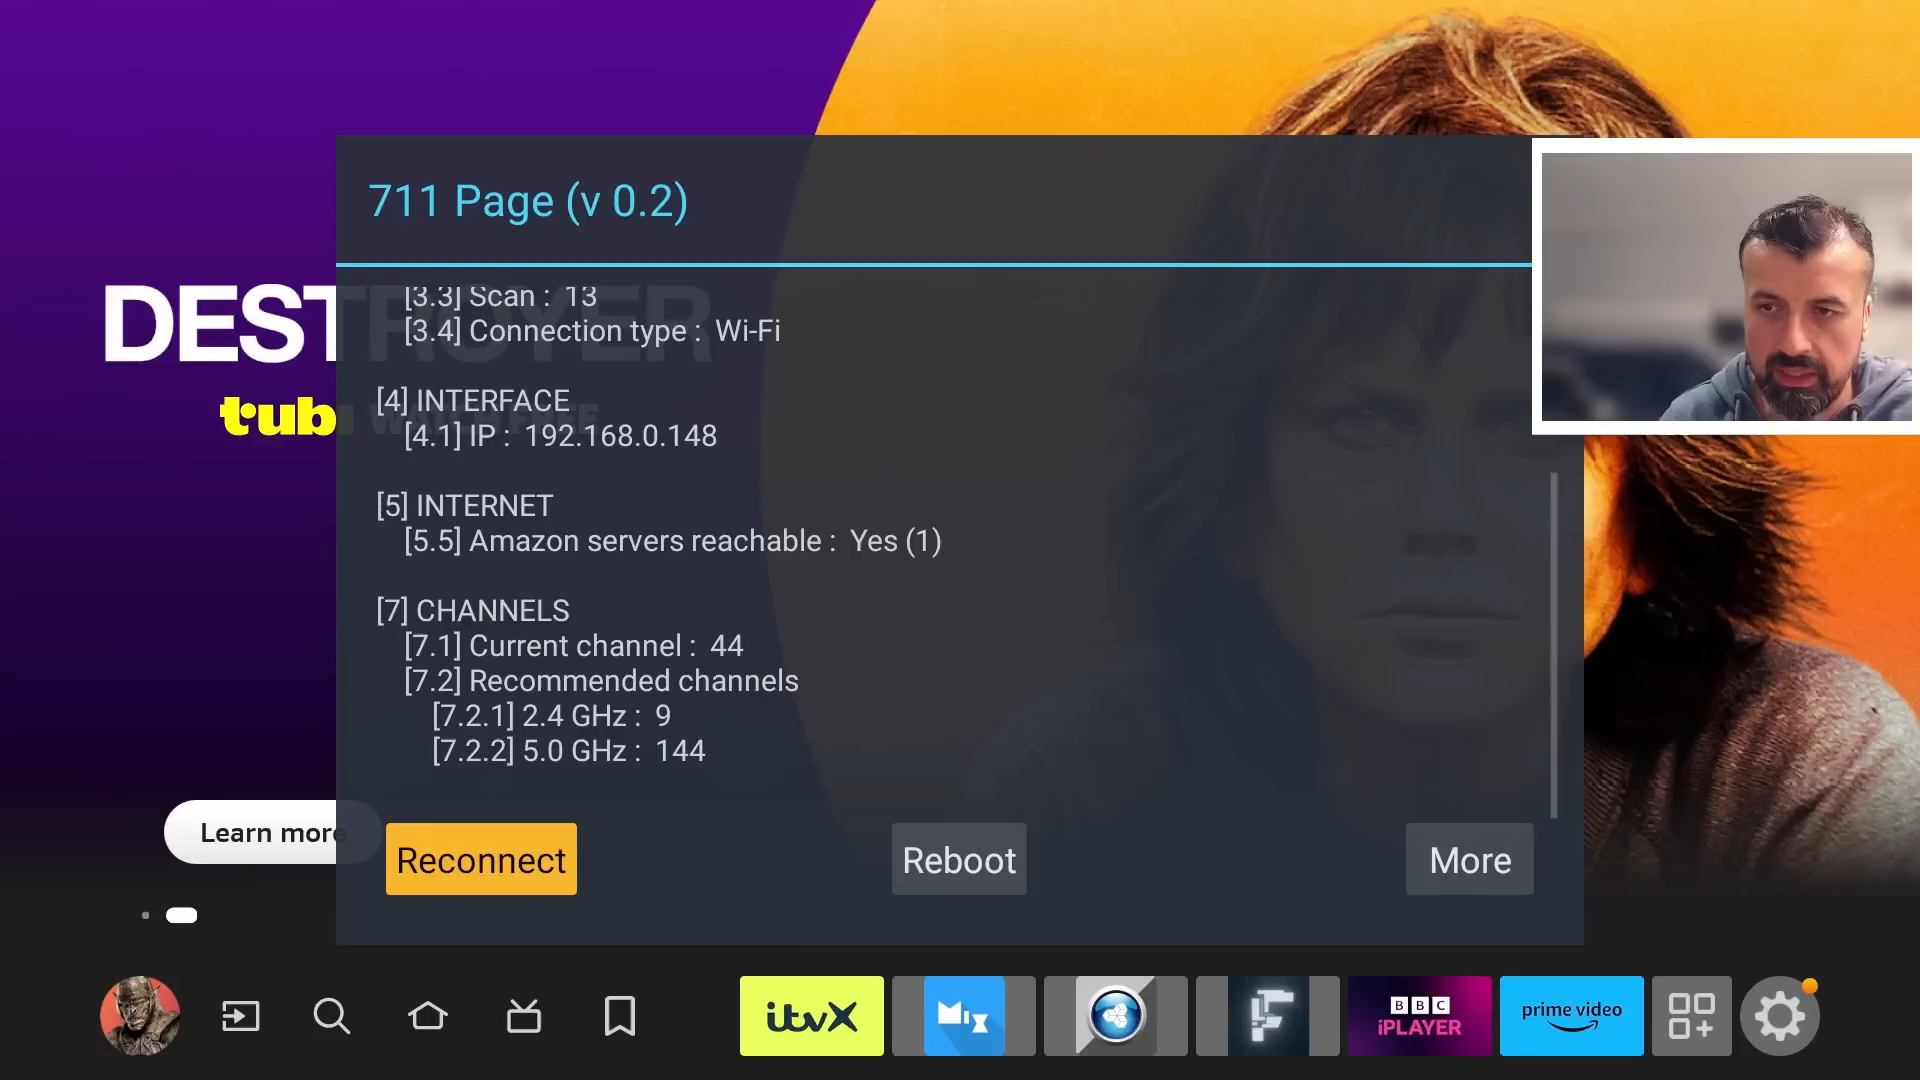 711 Page (v 0.2)
[3.3] Scan : 13
[3.4] Connection type : Wi-Fi
[4] INTERFACE
[4.1] IP : 192.168.0.148
[5] INTERNET
[5.5] Amazon servers reachable : Yes (1)
[7] CHANNELS
[7.1] Current channel : 44
[7.2] Recommended channels
[7.2.1] 2.4 GHz : 9
[7.2.2] 5.0 GHz : 144
Reconnect
Reboot
More
DESTROYER
tub
Learn more
itvX
BBC
iPLAYER
prime video